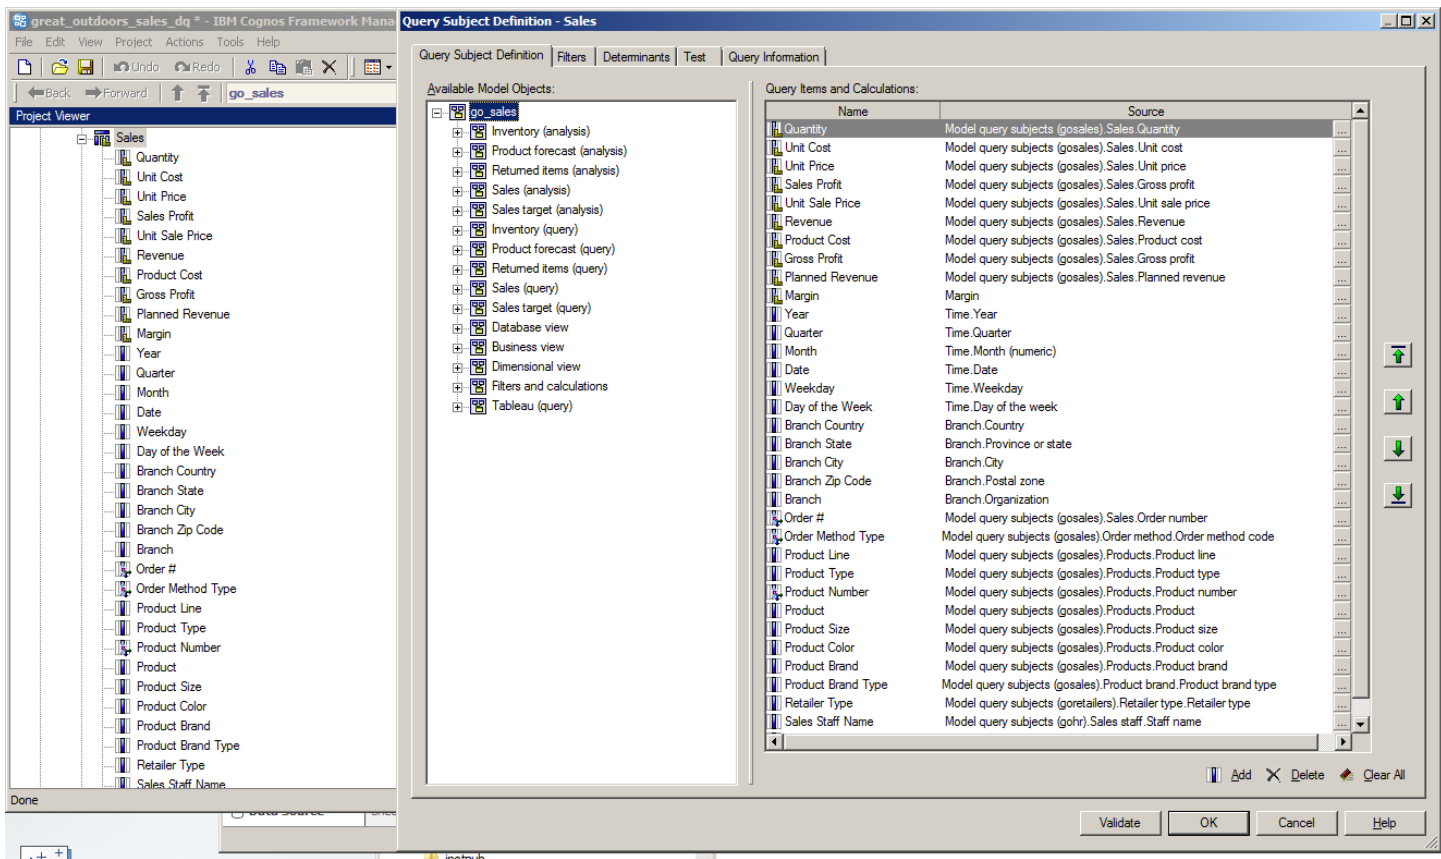 great_outdoors_sales_dq * - IBM Cognos Framework Mana
File Edit View Project Actions Tools Help
Undo Redo
Back Forward go_sales
Project Viewer
Sales
Quantity
Unit Cost
Unit Price
Sales Profit
Unit Sale Price
Revenue
Product Cost
Gross Profit
Planned Revenue
Margin
Year
Quarter
Month
Date
Weekday
Day of the Week
Branch Country
Branch State
Branch City
Branch Zip Code
Branch
Order #
Order Method Type
Product Line
Product Type
Product Number
Product
Product Size
Product Color
Product Brand
Product Brand Type
Retailer Type
Sales Staff Name
Done
Data Source
Query Subject Definition - Sales
Query Subject Definition Filters Determinants Test Query Information
Available Model Objects:
go_sales
Inventory (analysis)
Product forecast (analysis)
Returned items (analysis)
Sales (analysis)
Sales target (analysis)
Inventory (query)
Product forecast (query)
Returned items (query)
Sales (query)
Sales target (query)
Database view
Business view
Dimensional view
Filters and calculations
Tableau (query)
Query Items and Calculations:
Name Source
Quantity Model query subjects (gosales).Sales.Quantity ...
Unit Cost Model query subjects (gosales).Sales.Unit cost ...
Unit Price Model query subjects (gosales).Sales.Unit price ...
Sales Profit Model query subjects (gosales).Sales.Gross profit ...
Unit Sale Price Model query subjects (gosales).Sales.Unit sale price ...
Revenue Model query subjects (gosales).Sales.Revenue ...
Product Cost Model query subjects (gosales).Sales.Product cost ...
Gross Profit Model query subjects (gosales).Sales.Gross profit ...
Planned Revenue Model query subjects (gosales).Sales.Planned revenue ...
Margin Margin ...
Year Time.Year ...
Quarter Time.Quarter ...
Month Time.Month (numeric) ...
Date Time.Date ...
Weekday Time.Weekday ...
Day of the Week Time.Day of the week ...
Branch Country Branch.Country ...
Branch State Branch.Province or state ...
Branch City Branch.City ...
Branch Zip Code Branch.Postal zone ...
Branch Branch.Organization ...
Order # Model query subjects (gosales).Sales.Order number ...
Order Method Type Model query subjects (gosales).Order method.Order method code ...
Product Line Model query subjects (gosales).Products.Product line ...
Product Type Model query subjects (gosales).Products.Product type ...
Product Number Model query subjects (gosales).Products.Product number ...
Product Model query subjects (gosales).Products.Product ...
Product Size Model query subjects (gosales).Products.Product size ...
Product Color Model query subjects (gosales).Products.Product color ...
Product Brand Model query subjects (gosales).Products.Product brand ...
Product Brand Type Model query subjects (gosales).Product brand.Product brand type ...
Retailer Type Model query subjects (goretailers).Retailer type.Retailer type ...
Sales Staff Name Model query subjects (gohr).Sales staff.Staff name ...
Add Delete Clear All
Validate OK Cancel Help